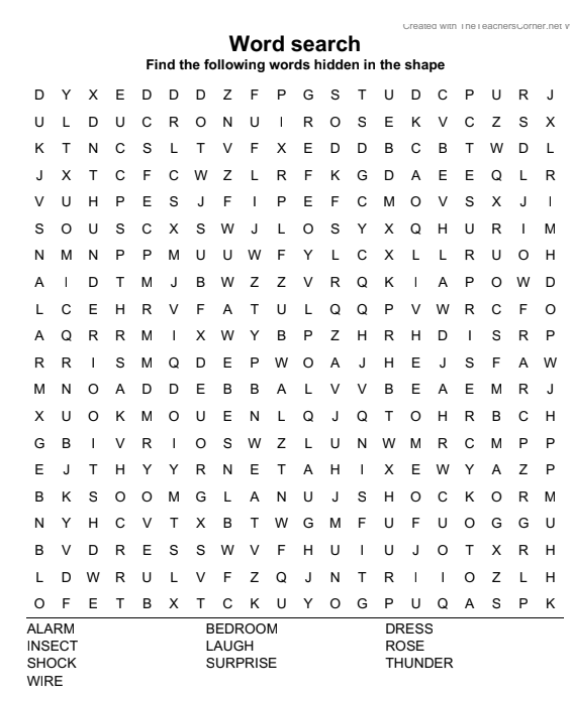 Created with TheTeachersCorner.net
Word search
Find the following words hidden in the shape
D Y X E D D D Z F P G S T U D C P U R J
U L D U C R O N U I R O S E K V C Z S X
K T N C S L T V F X E D D B C B T W D L
J X T C F C W Z L R F K G D A E E Q L R
V U H P E S J F I P E F C M O V S X J I
S O U S C X S W J L O S Y X Q H U R I M
N M N P P M U U W F Y L C X L L R U O H
A I D T M J B W Z Z V R Q K I A P O W D
L C E H R V F A T U L Q Q P V W R C F O
A Q R R M I X W Y B P Z H R H D I S R P
R R I S M Q D E P W O A J H E J S F A W
M N O A D D E B B A L V V B E A E M R J
X U O K M O U E N L Q J Q T O H R B C H
G B I V R I O S W Z L U N W M R C M P P
E J T H Y Y R N E T A H I X E W Y A Z P
B K S O O M G L A N U J S H O C K O R M
N Y H C V T X B T W G M F U F U O G G U
B V D R E S S W V F H U I U J O T X R H
L D W R U L V F Z Q J N T R I I O Z L H
O F E T B X T C K U Y O G P U Q A S P K
ALARM BEDROOM DRESS
INSECT LAUGH ROSE
SHOCK SURPRISE THUNDER
WIRE